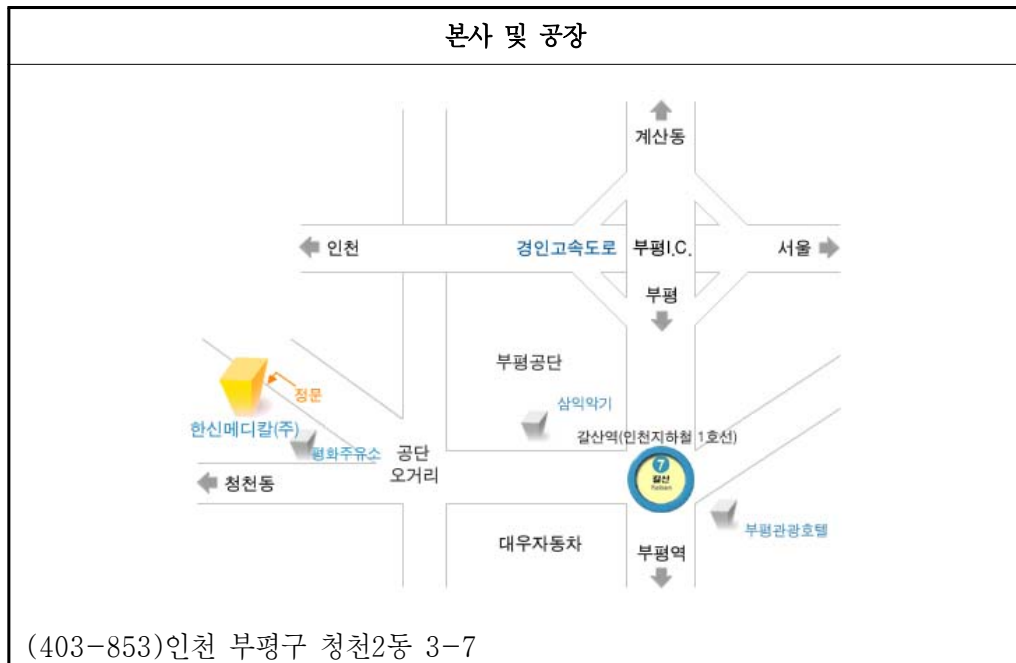 본사 및 공장
계산동
인천
경인고속도로
부평I.C.
서울
부평
부평공단
정문
삼익악기
한신메디칼(주)
갈산역(인천지하철 1호선)
평화주유소
공단
오거리
7
갈산
청천동
부평관광호텔
대우자동차
부평역
(403-853)인천 부평구 청천2동 3-7